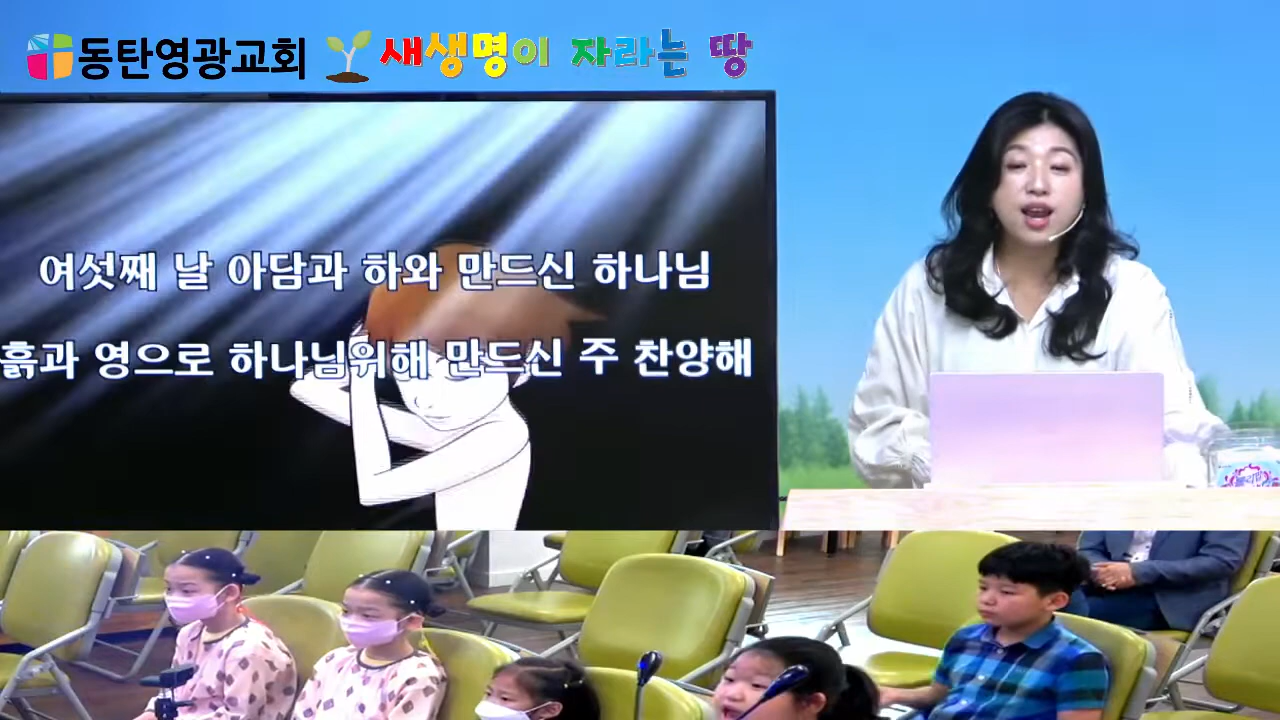 동탄영광교회 새생명이 자라는 땅
여섯째 날 아담과 하와 만드신 하나님
흙과 영으로 하나님위해 만드신 주 찬양해